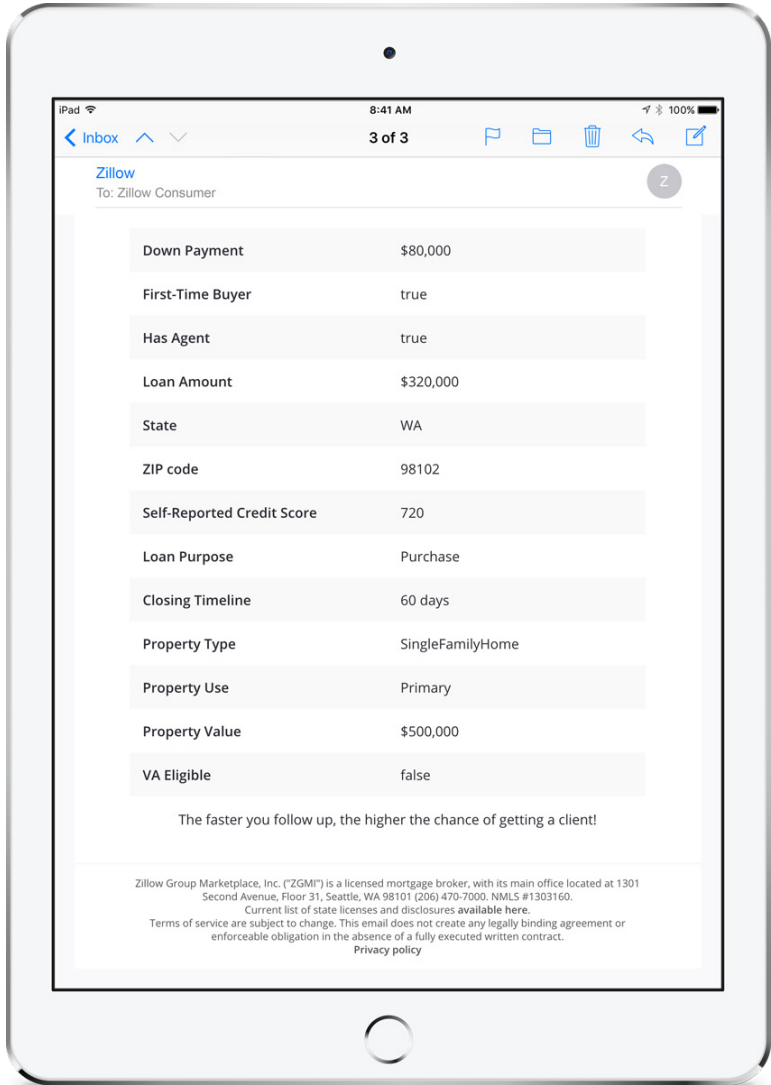 iPad 8:41 AM 100%
Inbox 3 of 3
Zillow
Z
To: Zillow Consumer
Down Payment $80,000
First-Time Buyer true
Has Agent true
Loan Amount $320,000
State WA
ZIP code 98102
Self-Reported Credit Score 720
Loan Purpose Purchase
Closing Timeline 60 days
Property Type SingleFamilyHome
Property Use Primary
Property Value $500,000
VA Eligible false
The faster you follow up, the higher the chance of getting a client!
Zillow Group Marketplace, Inc. ("ZGMI") is a licensed mortgage broker, with its main office located at 1301
Second Avenue, Floor 31, Seattle, WA 98101 (206) 470-7000. NMLS #1303160.
Current list of state licenses and disclosures available here.
Terms of service are subject to change. This email does not create any legally binding agreement or
enforceable obligation in the absence of a fully executed written contract.
Privacy policy